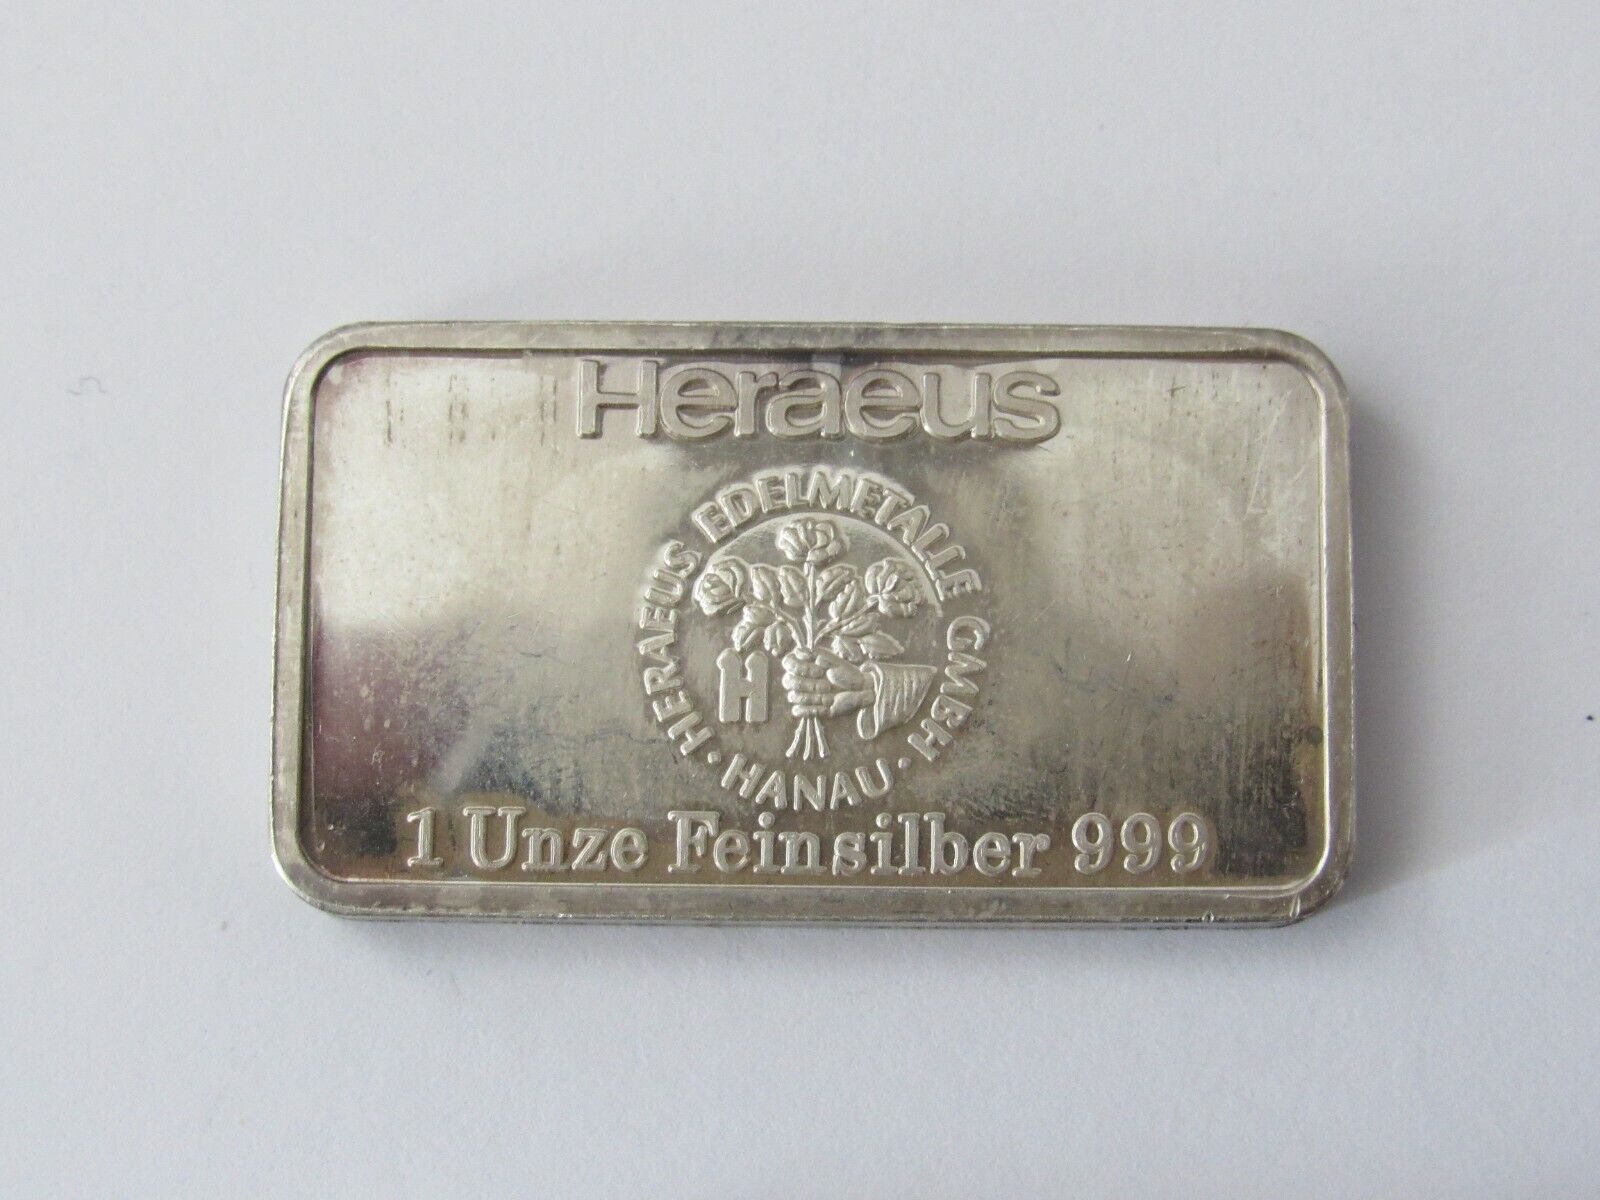 Heraeus
HERAEUS EDELMETALLE GMBH
H
· HANAU ·
1 Unze Feinsilber 999